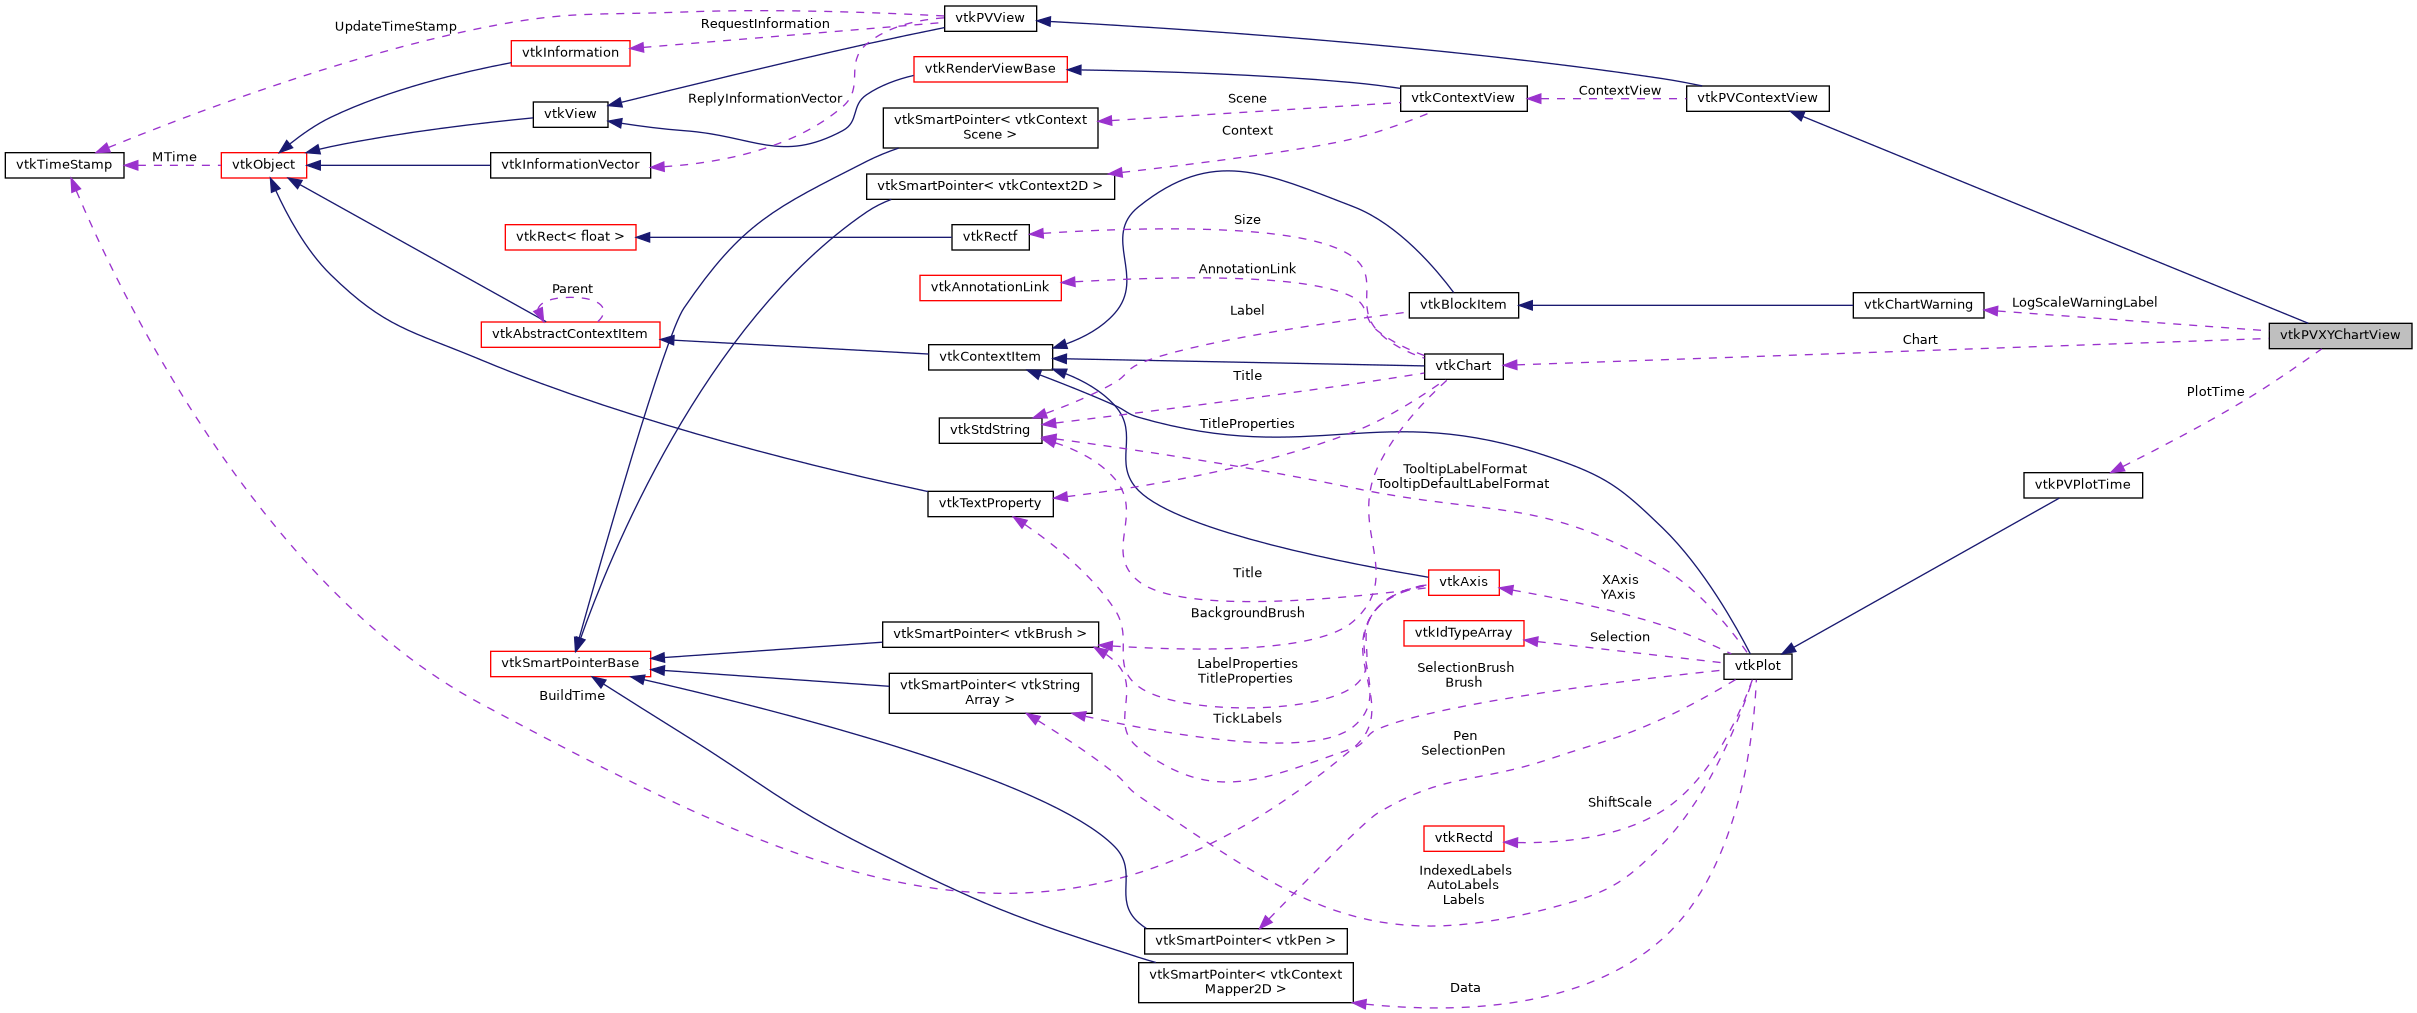 vtkPVView
UpdateTimeStamp
RequestInformation
vtkInformation
vtkRenderViewBase
ReplyInformationVector
Scene
vtkContextView
ContextView
vtkPVContextView
vtkView
vtkSmartPointer< vtkContext
Scene >
Context
vtkTimeStamp
MTime
vtkObject
vtkInformationVector
vtkSmartPointer< vtkContext2D >
Size
vtkRect< float >
vtkRectf
AnnotationLink
vtkAnnotationLink
Parent
vtkAbstractContextItem
Label
vtkBlockItem
vtkChartWarning
LogScaleWarningLabel
vtkPVXYChartView
Chart
vtkContextItem
vtkChart
Title
PlotTime
vtkStdString
TitleProperties
TooltipLabelFormat
TooltipDefaultLabelFormat
vtkPVPlotTime
vtkTextProperty
Title
vtkAxis
XAxis
YAxis
BackgroundBrush
vtkSmartPointer< vtkBrush >
vtkIdTypeArray
Selection
vtkSmartPointerBase
BuildTime
LabelProperties
TitleProperties
SelectionBrush
Brush
vtkPlot
vtkSmartPointer< vtkString
Array >
TickLabels
Pen
SelectionPen
ShiftScale
vtkRectd
IndexedLabels
AutoLabels
Labels
vtkSmartPointer< vtkPen >
vtkSmartPointer< vtkContext
Mapper2D >
Data